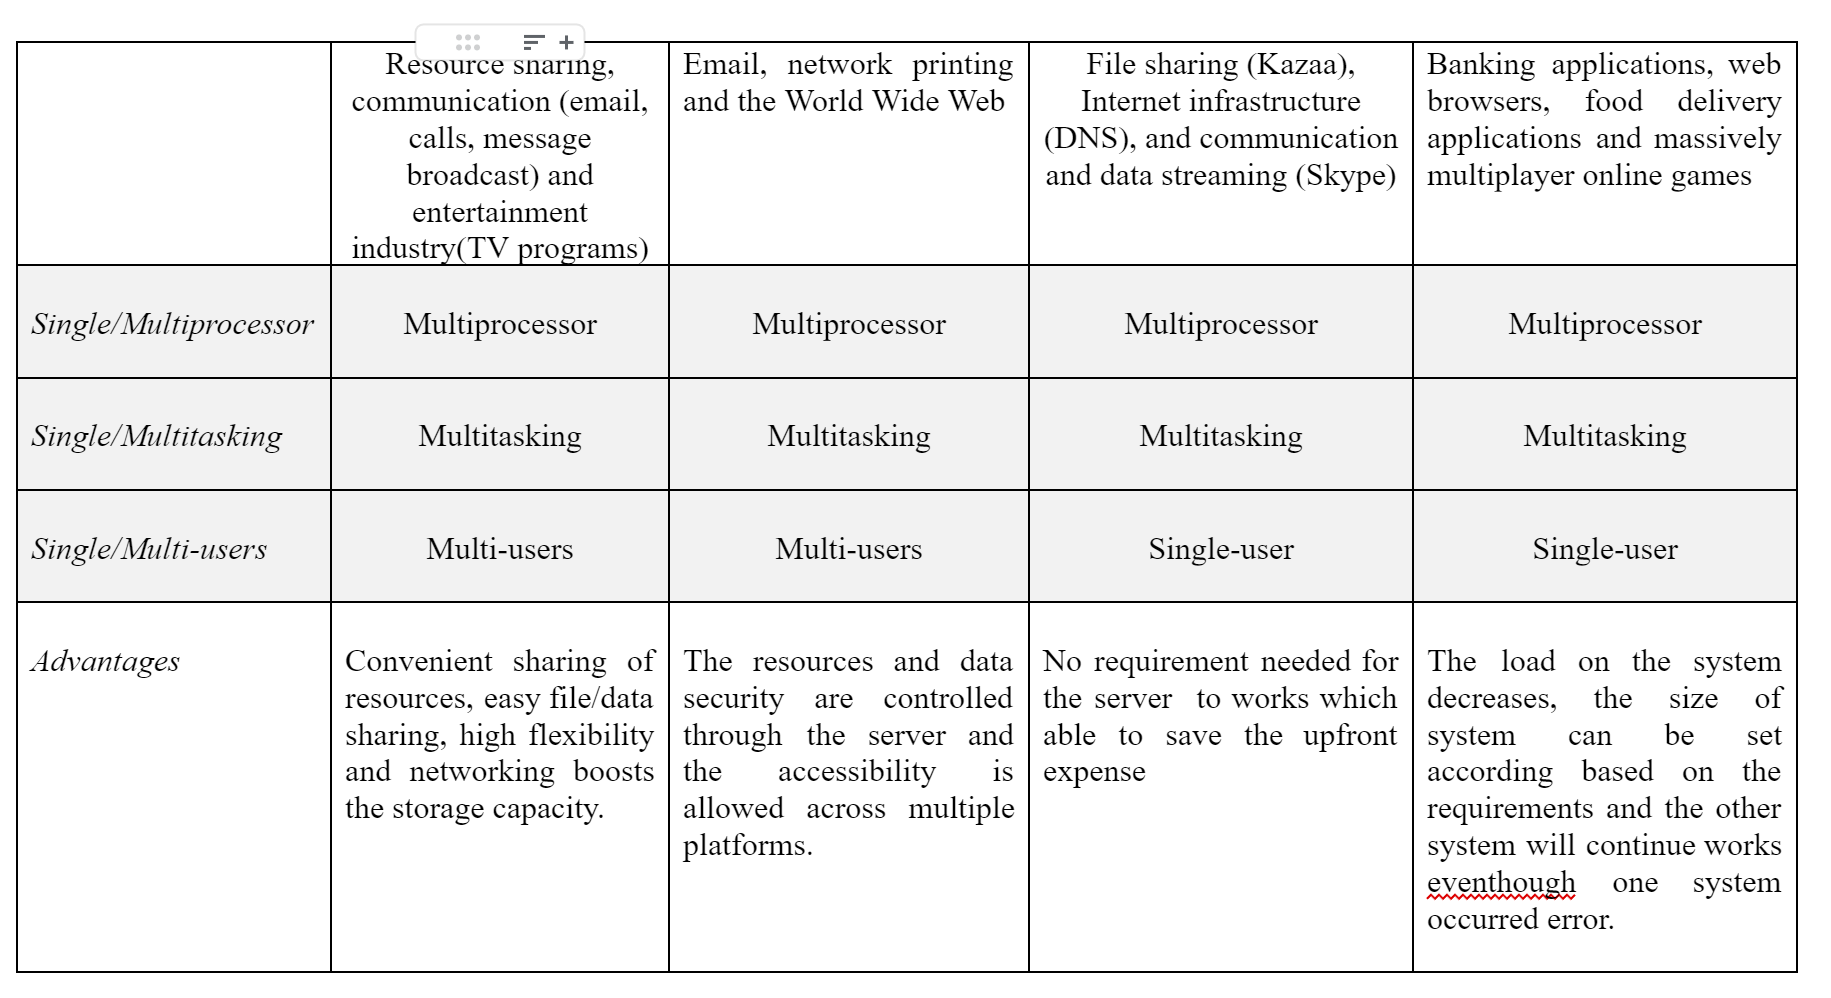 Resource sharing,
communication (email,
calls, message
broadcast) and
entertainment
industry(TV programs)
Email, network printing
and the World Wide Web
File sharing (Kazaa),
Internet infrastructure
(DNS), and communication
and data streaming (Skype)
Banking applications, web
browsers, food delivery
applications and massively
multiplayer online games
Single/Multiprocessor
Multiprocessor
Multiprocessor
Multiprocessor
Multiprocessor
Single/Multitasking
Multitasking
Multitasking
Multitasking
Multitasking
Single/Multi-users
Multi-users
Multi-users
Single-user
Single-user
Advantages
Convenient sharing of
resources, easy file/data
sharing, high flexibility
and networking boosts
the storage capacity.
The resources and data
security are controlled
through the server and
the accessibility is
allowed across multiple
platforms.
No requirement needed for
the server to works which
able to save the upfront
expense
The load on the system
decreases, the size of
system can be set
according based on the
requirements and the other
system will continue works
eventhough one system
occurred error.